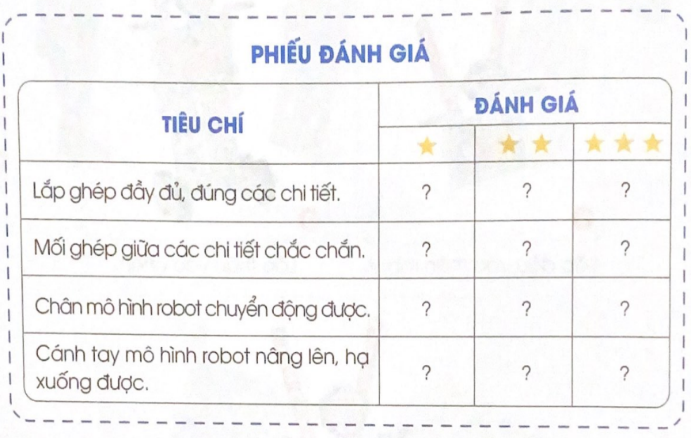 PHIẾU ĐÁNH GIÁ
TIÊU CHÍ
ĐÁNH GIÁ
Lắp ghép đầy đủ, đúng các chi tiết.
?
?
?
Mối ghép giữa các chi tiết chắc chắn.
?
?
?
Chân mô hình robot chuyển động được.
?
?
?
Cánh tay mô hình robot nâng lên, hạ
xuống được.
?
?
?